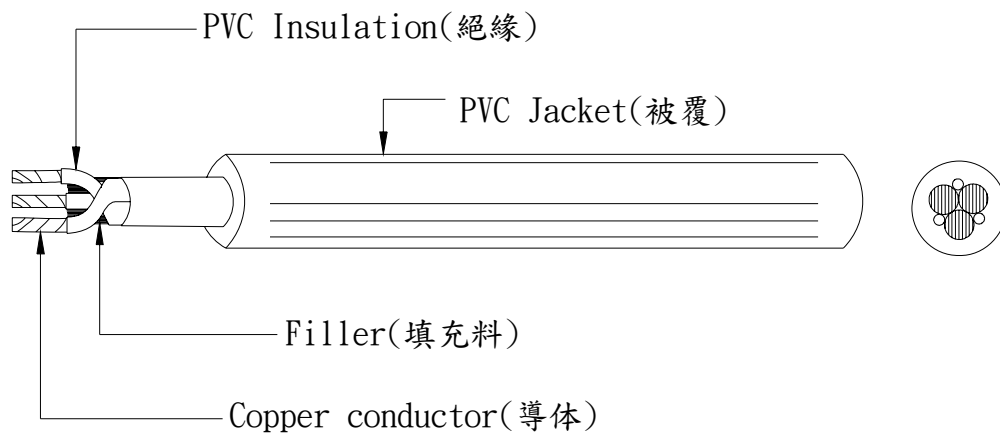 PVC Insulation(絕緣)
PVC Jacket(被覆)
Filler(填充料)
Copper conductor(導体)